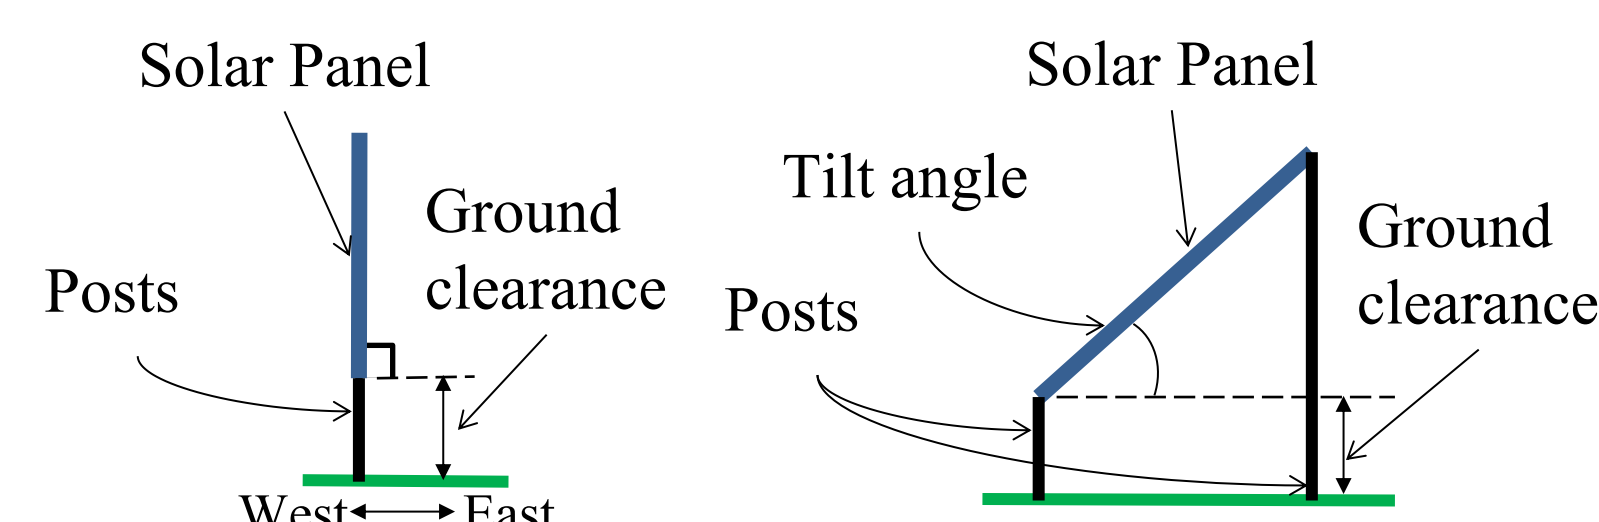 Solar Panel
Ground
clearance
Posts
West
East
Solar Panel
Tilt angle
Posts
Ground
clearance